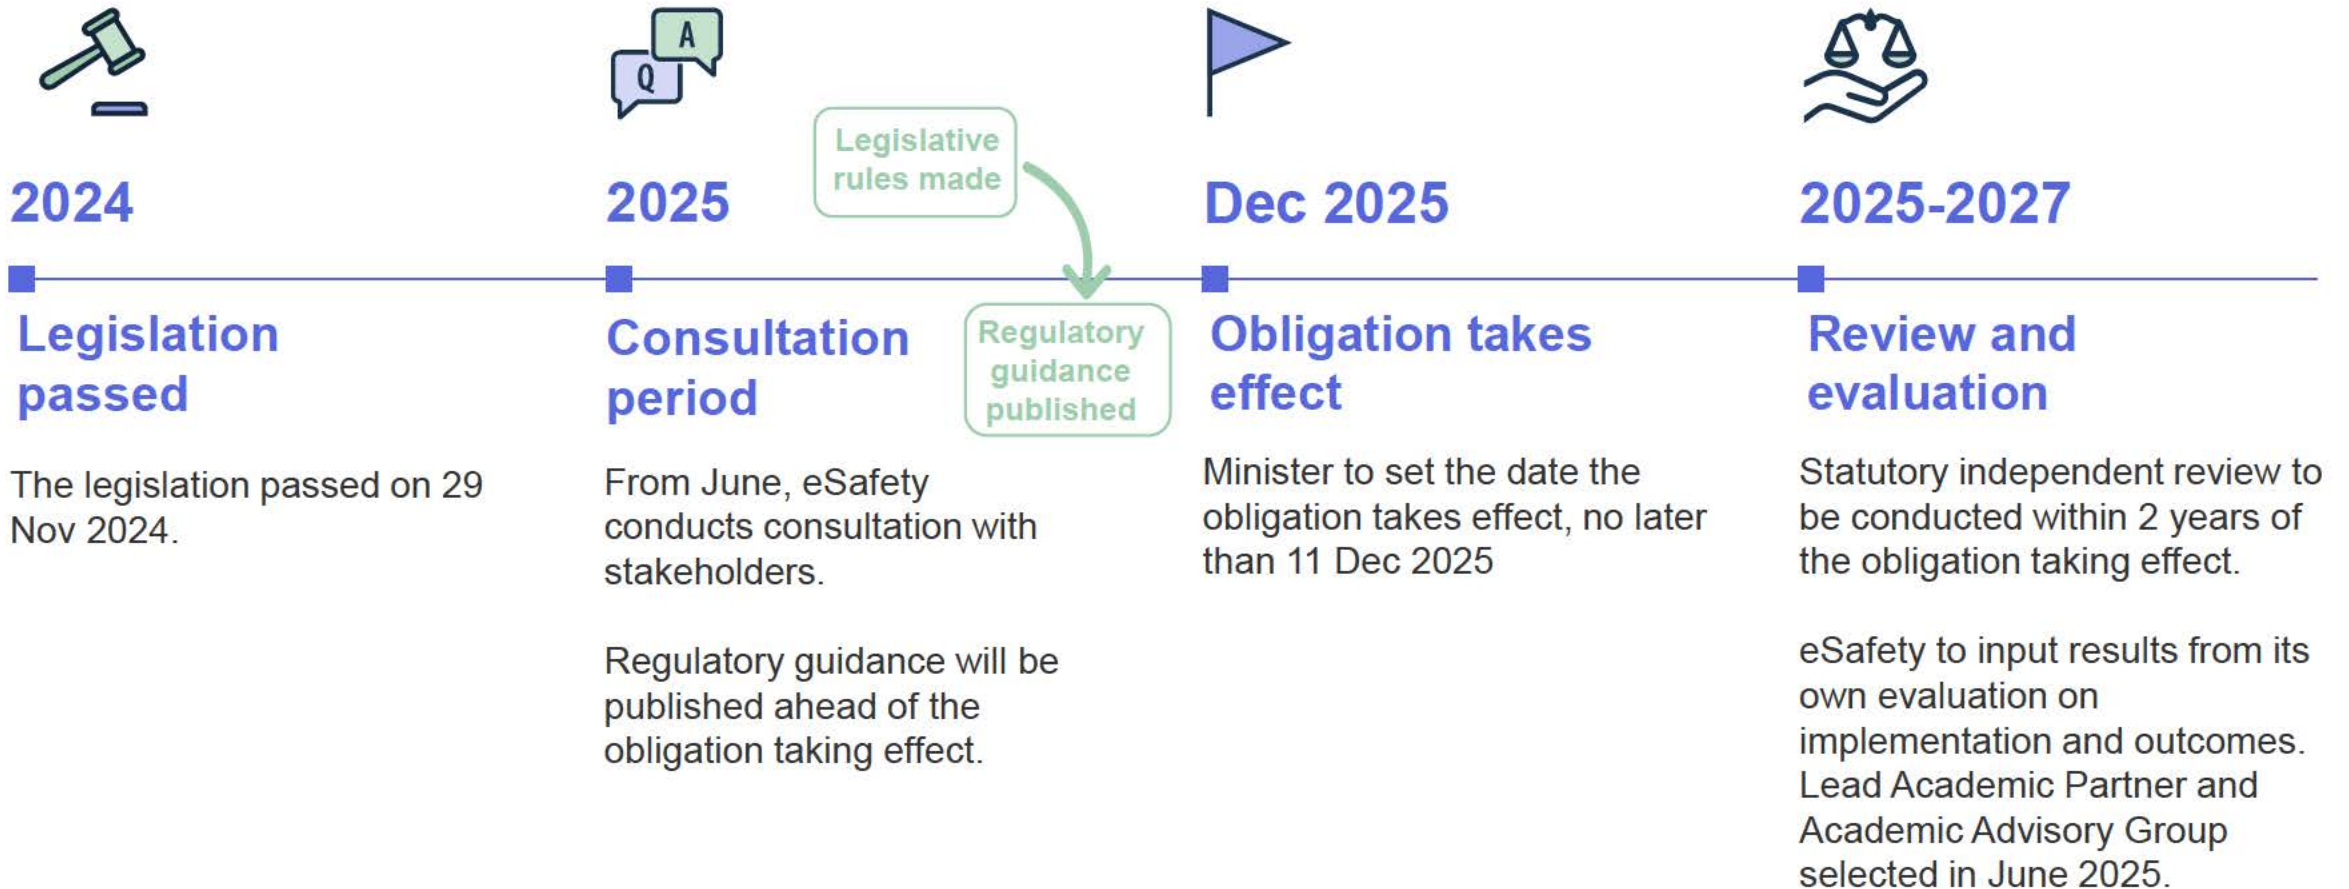 A
Q
2024
Legislation
passed
The legislation passed on 29
Nov 2024.
2025
Consultation
period
From June, eSafety
conducts consultation with
stakeholders.
Regulatory guidance will be
published ahead of the
obligation taking effect.
Legislative
rules made
Regulatory
guidance
published
Dec 2025
Obligation takes
effect
Minister to set the date the
obligation takes effect, no later
than 11 Dec 2025
2025-2027
Review and
evaluation
Statutory independent review to
be conducted within 2 years of
the obligation taking effect.
eSafety to input results from its
own evaluation on
implementation and outcomes.
Lead Academic Partner and
Academic Advisory Group
selected in June 2025.